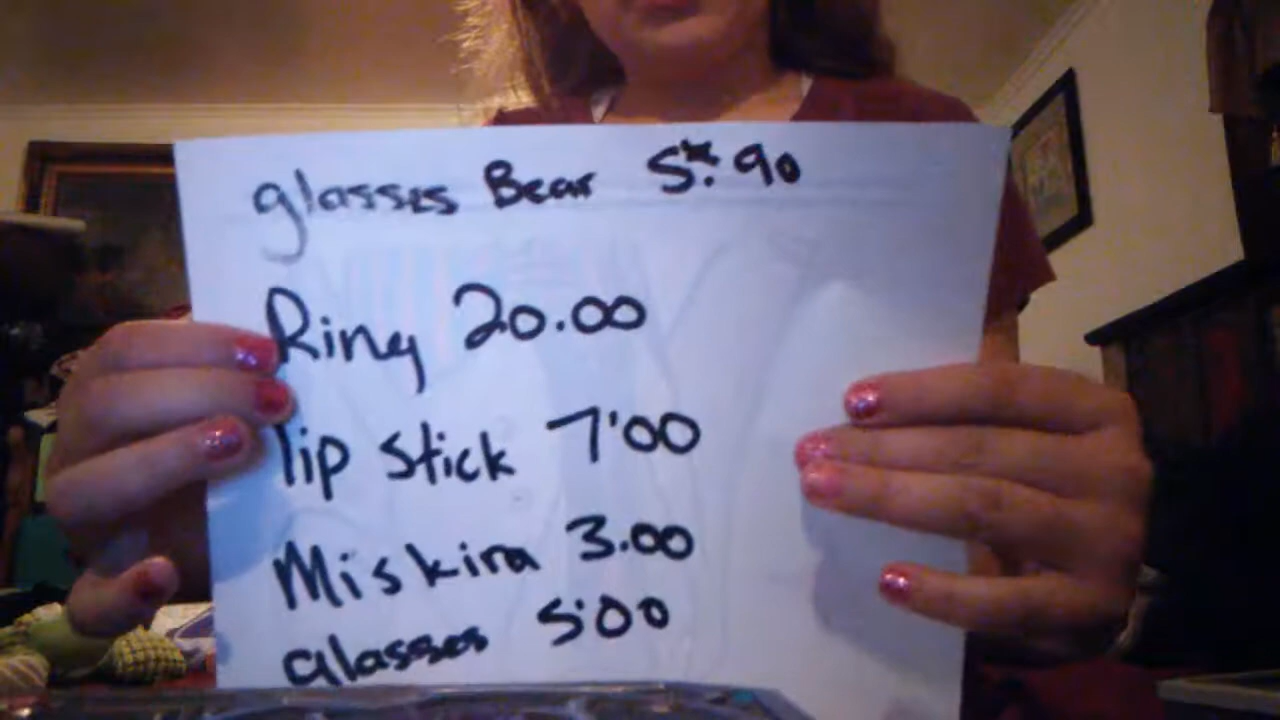 glasses Bear 5.90
Ring 20.00
lip stick 7.00
Miskira 3.00
glasses 5.00